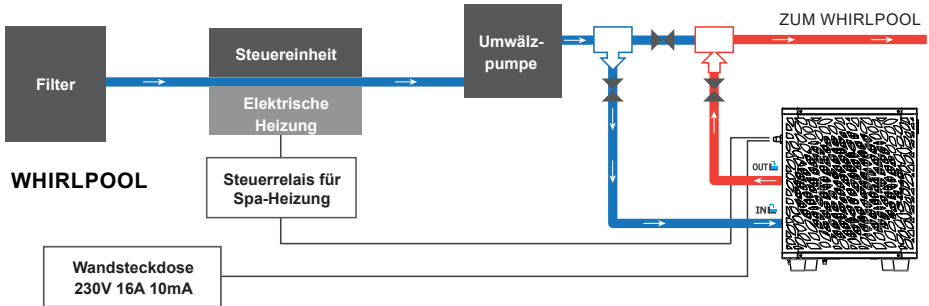 Filter
Steuereinheit
Elektrische
Heizung
Umwälz-
pumpe
ZUM WHIRLPOOL
WHIRLPOOL
Steuerrelais für
Spa-Heizung
OUT
IN
Wandsteckdose
230V 16A 10mA